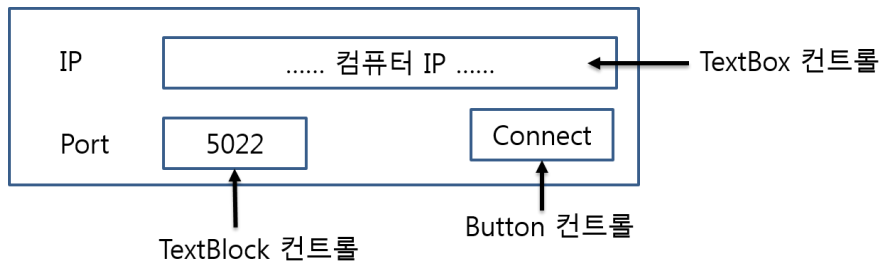 IP
...... 컴퓨터 IP ......
TextBox 컨트롤
Port
5022
Connect
Button 컨트롤
TextBlock 컨트롤